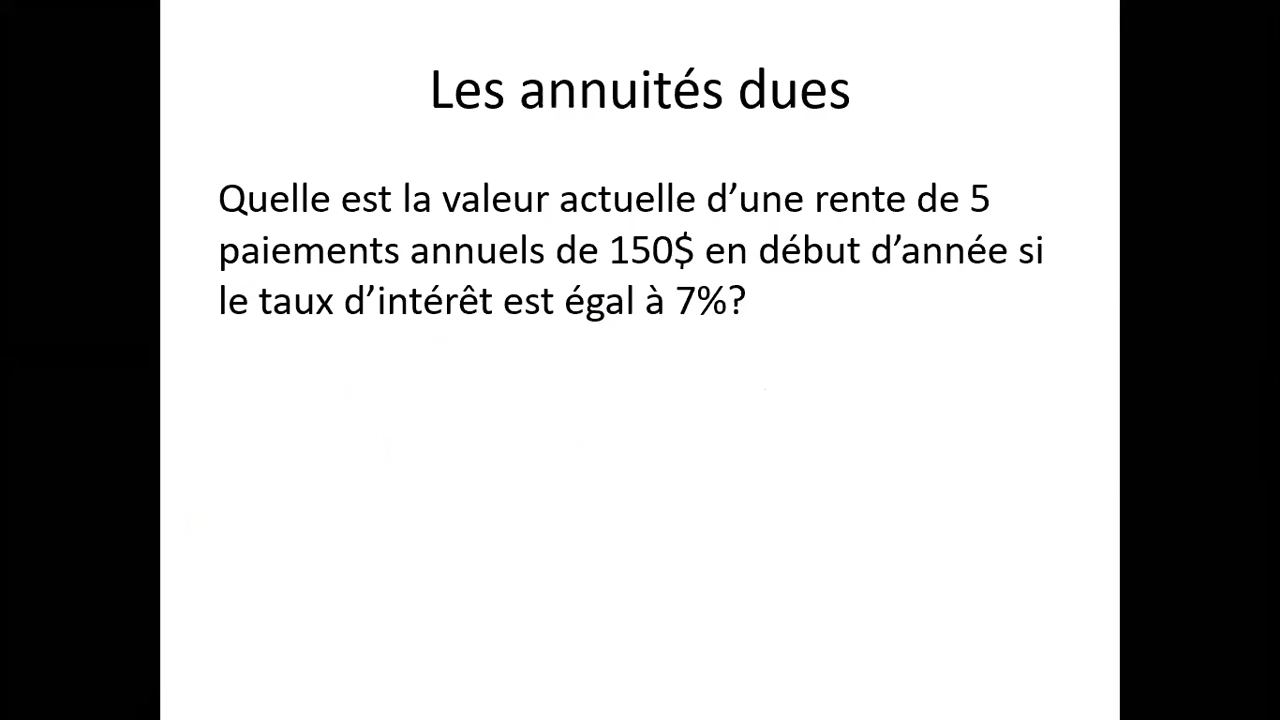 Les annuités dues
Quelle est la valeur actuelle d’une rente de 5
paiements annuels de 150$ en début d’année si
le taux d’intérêt est égal à 7%?